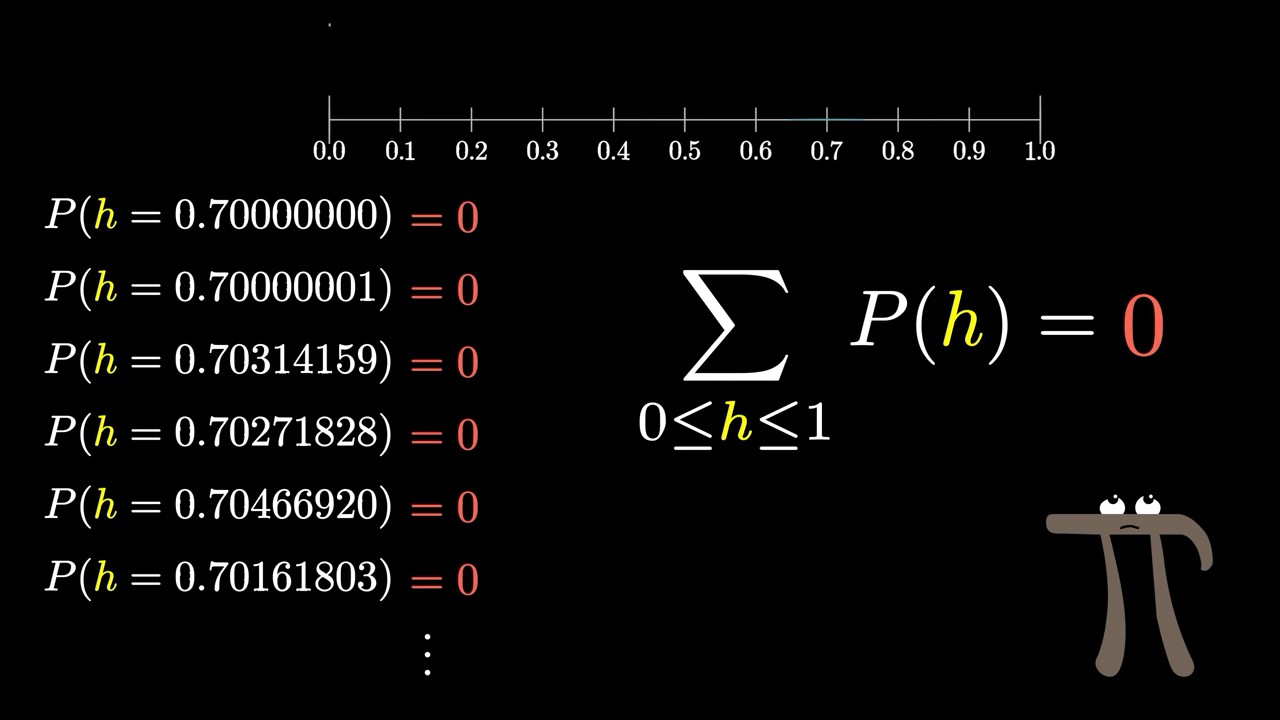 0.0 0.1 0.2 0.3 0.4 0.5 0.6 0.7 0.8 0.9 1.0
P(h = 0.70000000) = 0
P(h = 0.70000001) = 0
P(h = 0.70314159) = 0
P(h = 0.70271828) = 0
P(h = 0.70466920) = 0
P(h = 0.70161803) = 0
⋮
∑ P(h) = 0
0≤h≤1